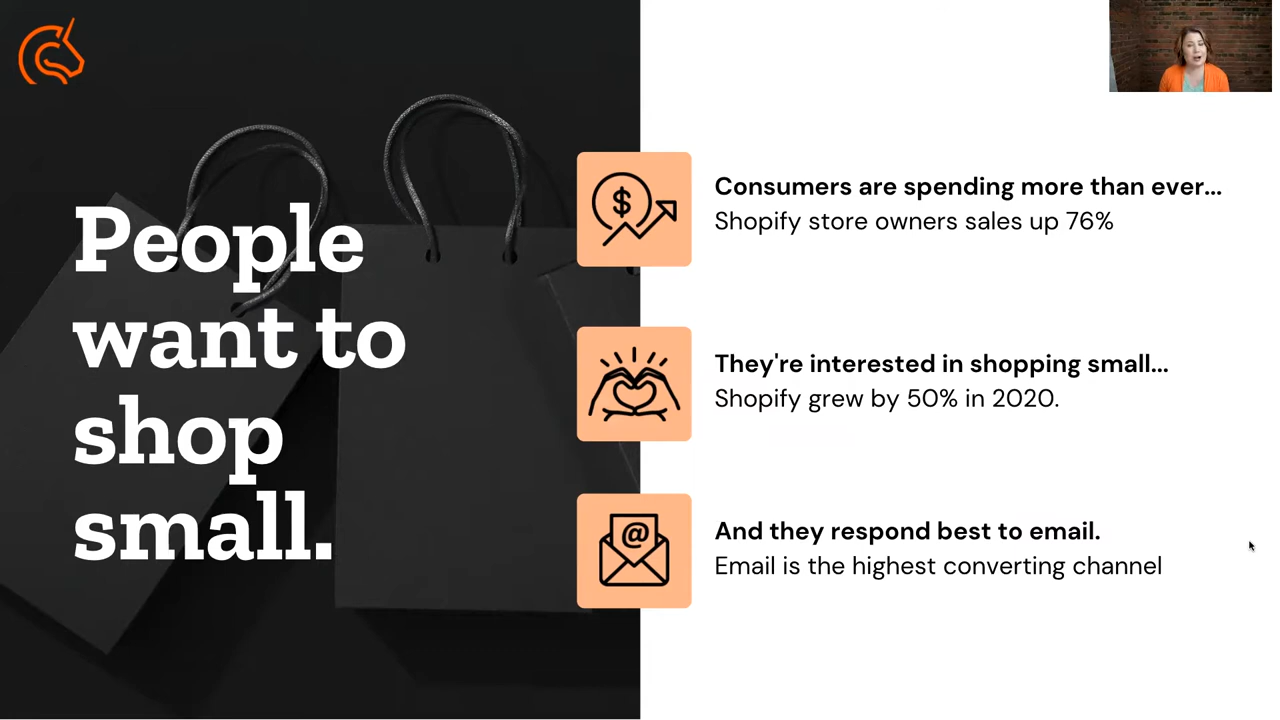 People
want to
shop
small.
Consumers are spending more than ever...
Shopify store owners sales up 76%
They're interested in shopping small...
Shopify grew by 50% in 2020.
@
And they respond best to email.
Email is the highest converting channel